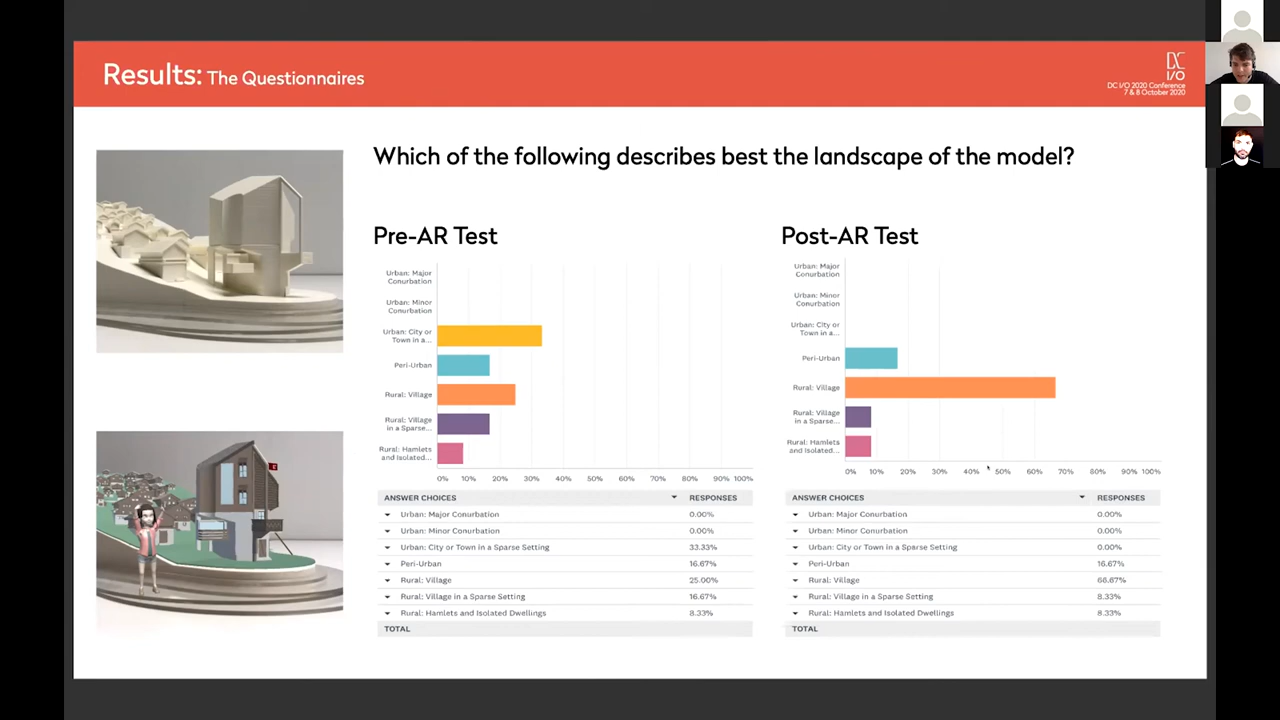 Results: The Questionnaires
DC
I/O
DC I/O 2020 Conference
7 & 8 October 2020
Which of the following describes best the landscape of the model?
Pre-AR Test
Urban: Major
Conurbation
Urban: Minor
Conurbation
Urban: City or
Town in a...
Peri-Urban
Rural: Village
Rural: Village
in a Sparse...
Rural: Hamlets
and Isolated...
0% 10% 20% 30% 40% 50% 60% 70% 80% 90% 100%
ANSWER CHOICES RESPONSES
Urban: Major Conurbation 0.00%
Urban: Minor Conurbation 0.00%
Urban: City or Town in a Sparse Setting 33.33%
Peri-Urban 16.67%
Rural: Village 25.00%
Rural: Village in a Sparse Setting 16.67%
Rural: Hamlets and Isolated Dwellings 8.33%
TOTAL
Post-AR Test
Urban: Major
Conurbation
Urban: Minor
Conurbation
Urban: City or
Town in a...
Peri-Urban
Rural: Village
Rural: Village
in a Sparse...
Rural: Hamlets
and Isolated...
0% 10% 20% 30% 40% 50% 60% 70% 80% 90% 100%
ANSWER CHOICES RESPONSES
Urban: Major Conurbation 0.00%
Urban: Minor Conurbation 0.00%
Urban: City or Town in a Sparse Setting 0.00%
Peri-Urban 16.67%
Rural: Village 66.67%
Rural: Village in a Sparse Setting 8.33%
Rural: Hamlets and Isolated Dwellings 8.33%
TOTAL